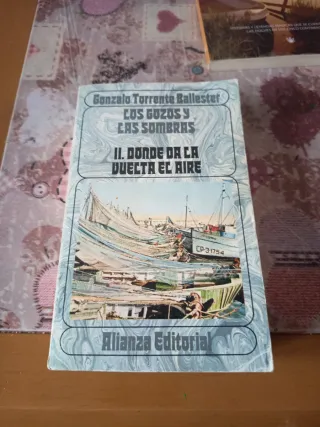 Gonzalo Torrente Ballester
LOS GOZOS Y
LAS SOMBRAS
II. DONDE DA LA
VUELTA EL AIRE
CP-3 1754
Alianza Editorial